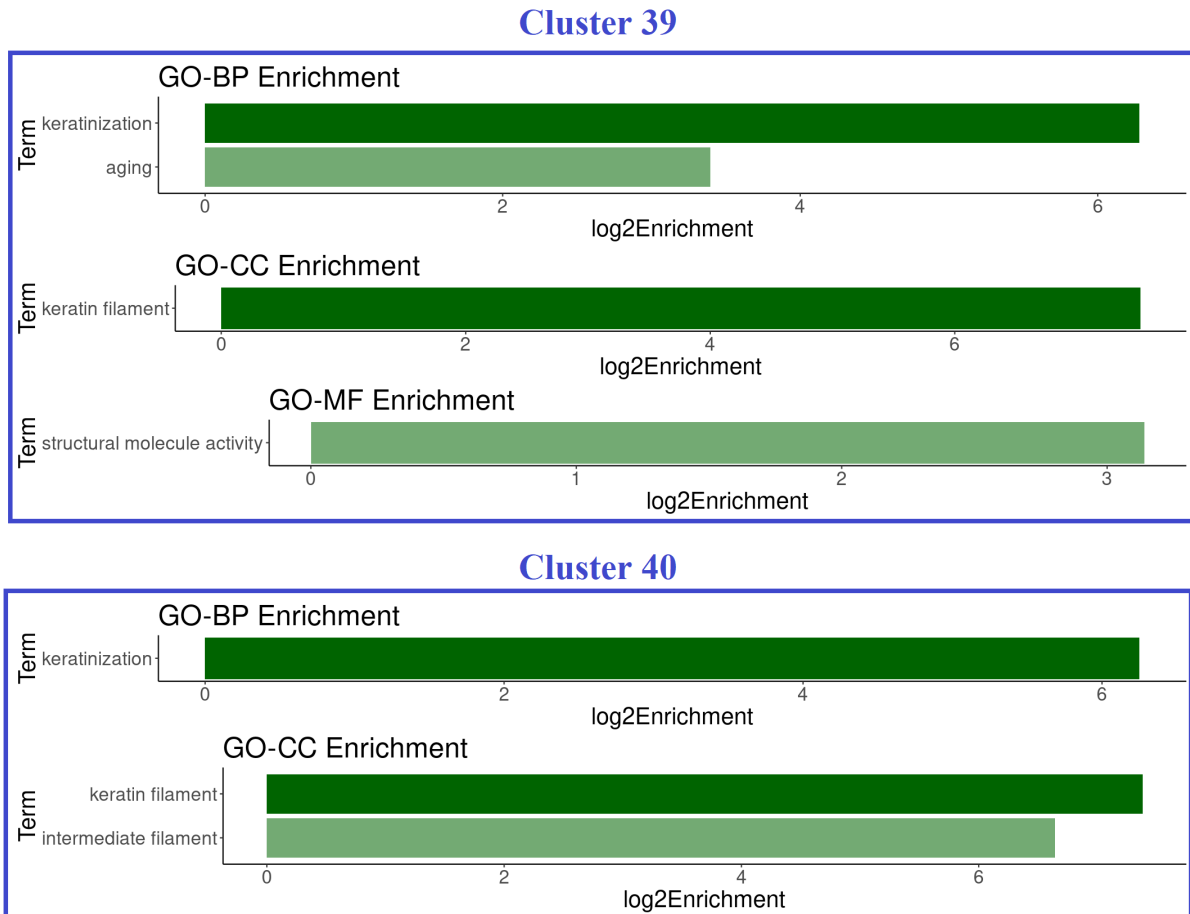 Cluster 39
GO-BP Enrichment
Term
keratinization
aging
0 2 4 6
log2Enrichment
GO-CC Enrichment
Term
keratin filament
0 2 4 6
log2Enrichment
GO-MF Enrichment
Term
structural molecule activity
0 1 2 3
log2Enrichment
Cluster 40
GO-BP Enrichment
Term
keratinization
0 2 4 6
log2Enrichment
GO-CC Enrichment
Term
keratin filament
intermediate filament
0 2 4 6
log2Enrichment